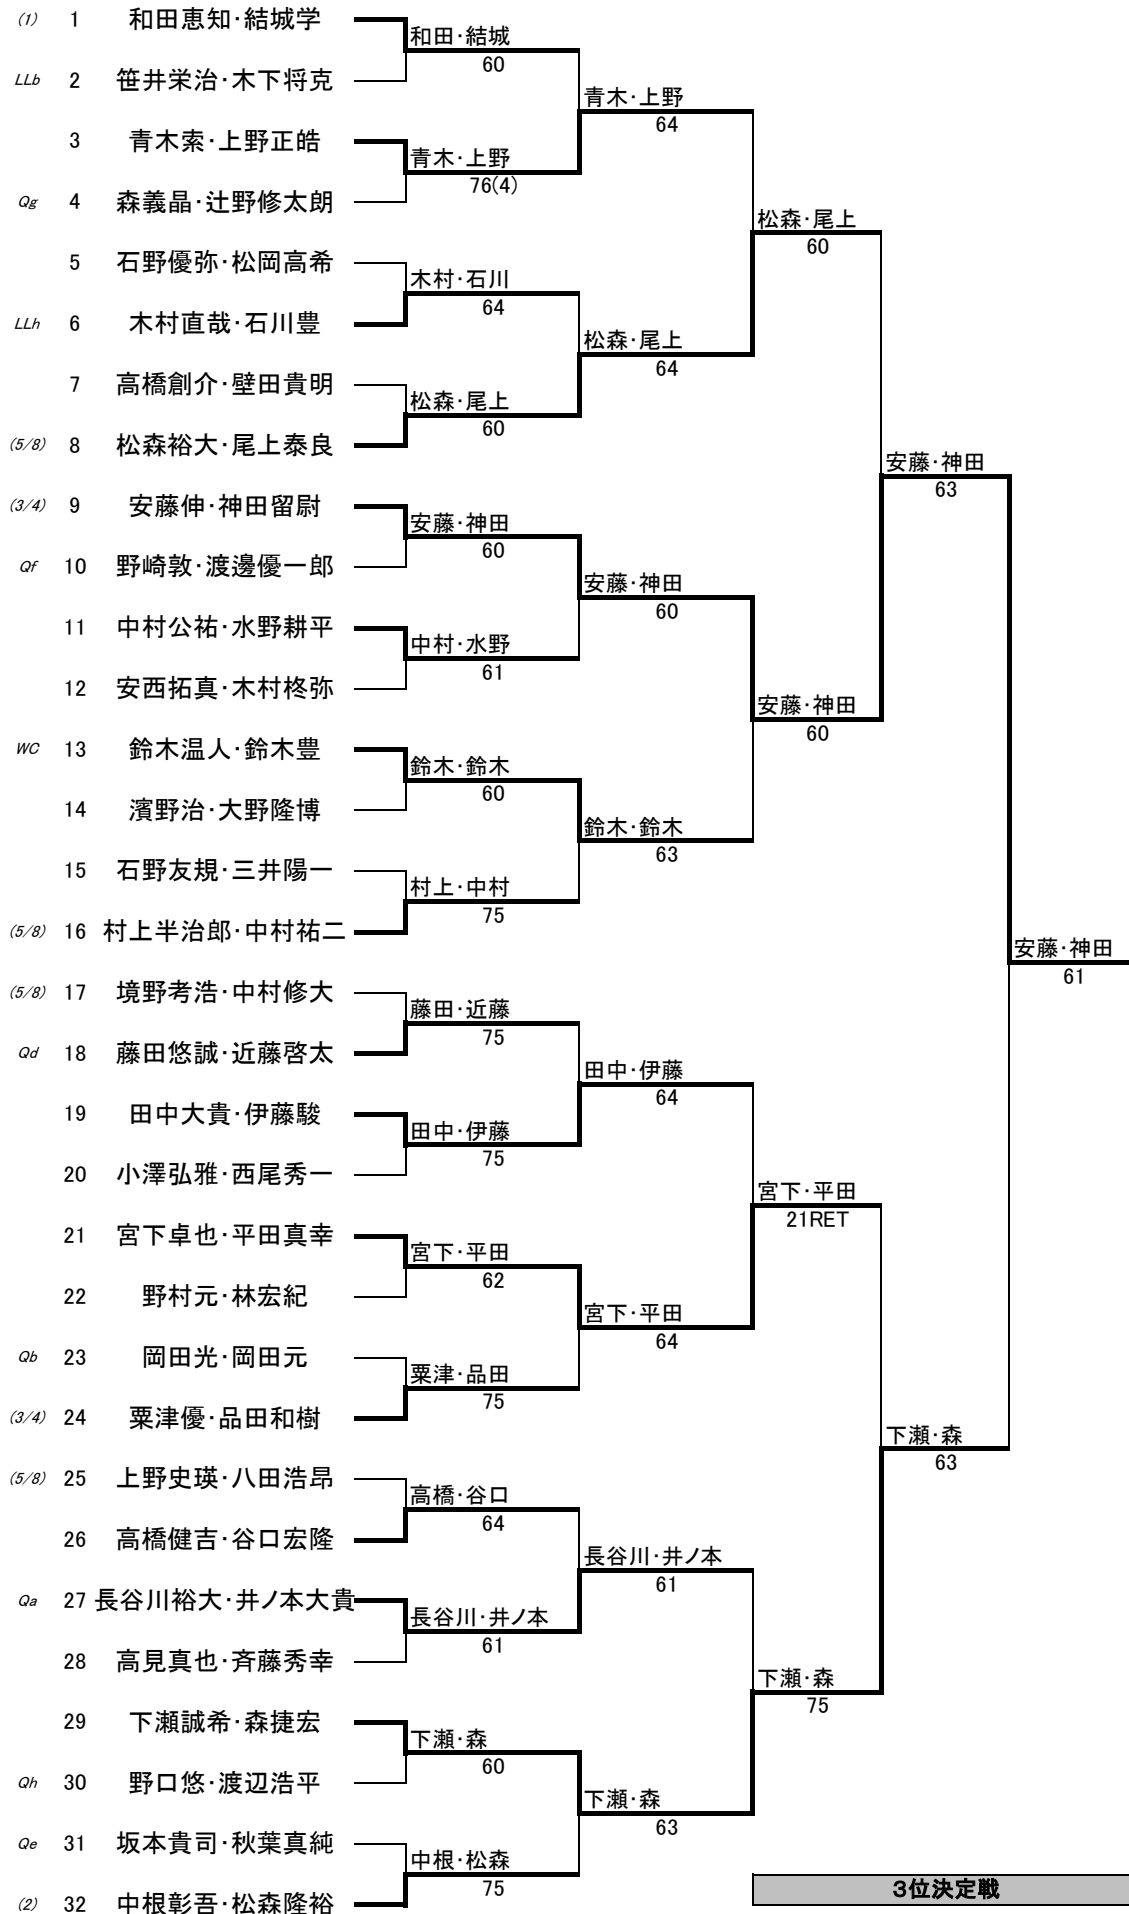 (1) 1 和田恵知・結城学
和田・結城
60
LLb 2 笹井栄治・木下将克
青木・上野
64
3 青木索・上野正皓
青木・上野
76(4)
Qg 4 森義晶・辻野修太朗
松森・尾上
60
5 石野優弥・松岡高希
木村・石川
64
LLh 6 木村直哉・石川豊
松森・尾上
64
7 高橋創介・壁田貴明
松森・尾上
60
(5/8) 8 松森裕大・尾上泰良
安藤・神田
63
(3/4) 9 安藤伸・神田留尉
安藤・神田
60
Qf 10 野崎敦・渡邊優一郎
安藤・神田
60
11 中村公祐・水野耕平
中村・水野
61
12 安西拓真・木村柊弥
安藤・神田
60
WC 13 鈴木温人・鈴木豊
鈴木・鈴木
60
14 濱野治・大野隆博
鈴木・鈴木
63
15 石野友規・三井陽一
村上・中村
75
(5/8) 16 村上半治郎・中村祐二
安藤・神田
61
(5/8) 17 境野考浩・中村修大
藤田・近藤
75
Qd 18 藤田悠誠・近藤啓太
田中・伊藤
64
19 田中大貴・伊藤駿
田中・伊藤
75
20 小澤弘雅・西尾秀一
宮下・平田
21RET
21 宮下卓也・平田真幸
宮下・平田
62
22 野村元・林宏紀
宮下・平田
64
Qb 23 岡田光・岡田元
粟津・品田
75
(3/4) 24 粟津優・品田和樹
下瀬・森
63
(5/8) 25 上野史瑛・八田浩昂
高橋・谷口
64
26 高橋健吉・谷口宏隆
長谷川・井ノ本
61
Qa 27 長谷川裕大・井ノ本大貴
長谷川・井ノ本
61
28 高見真也・斉藤秀幸
下瀬・森
75
29 下瀬誠希・森捷宏
下瀬・森
60
Qh 30 野口悠・渡辺浩平
下瀬・森
63
Qe 31 坂本貴司・秋葉真純
中根・松森
75
(2) 32 中根彰吾・松森隆裕
3位決定戦